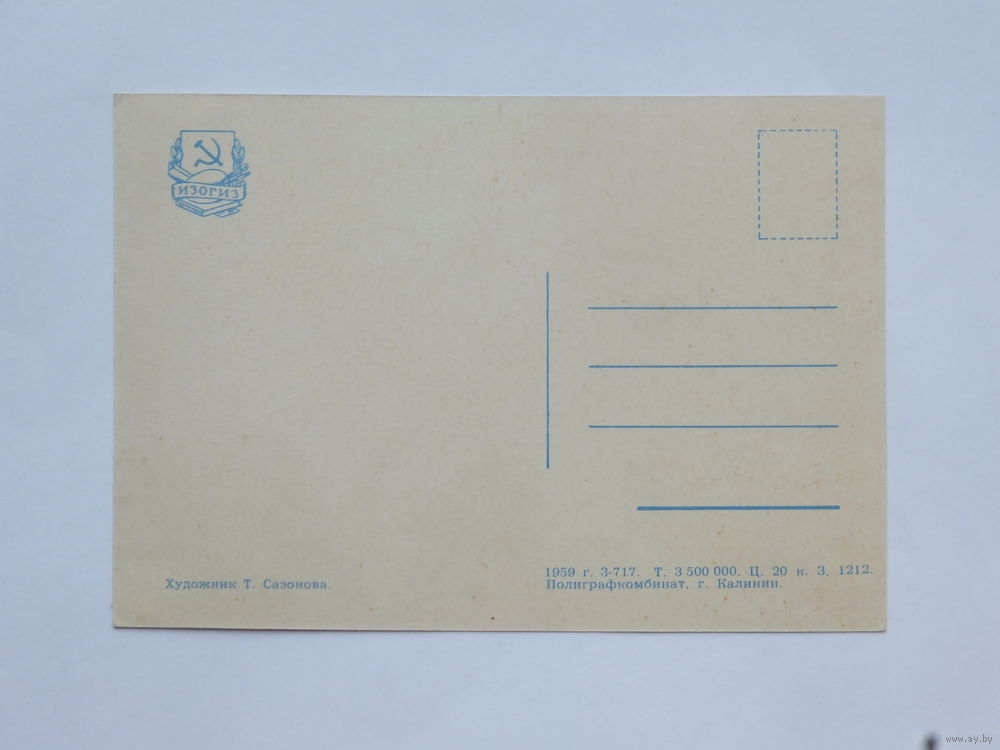 ИЗОГИЗ
Художник Т. Сазонова.
1959 г. 3-717. Т. 3 500 000. Ц. 20 к. З. 1212.
Полиграфкомбинат, г. Калинин.
www.ay.by